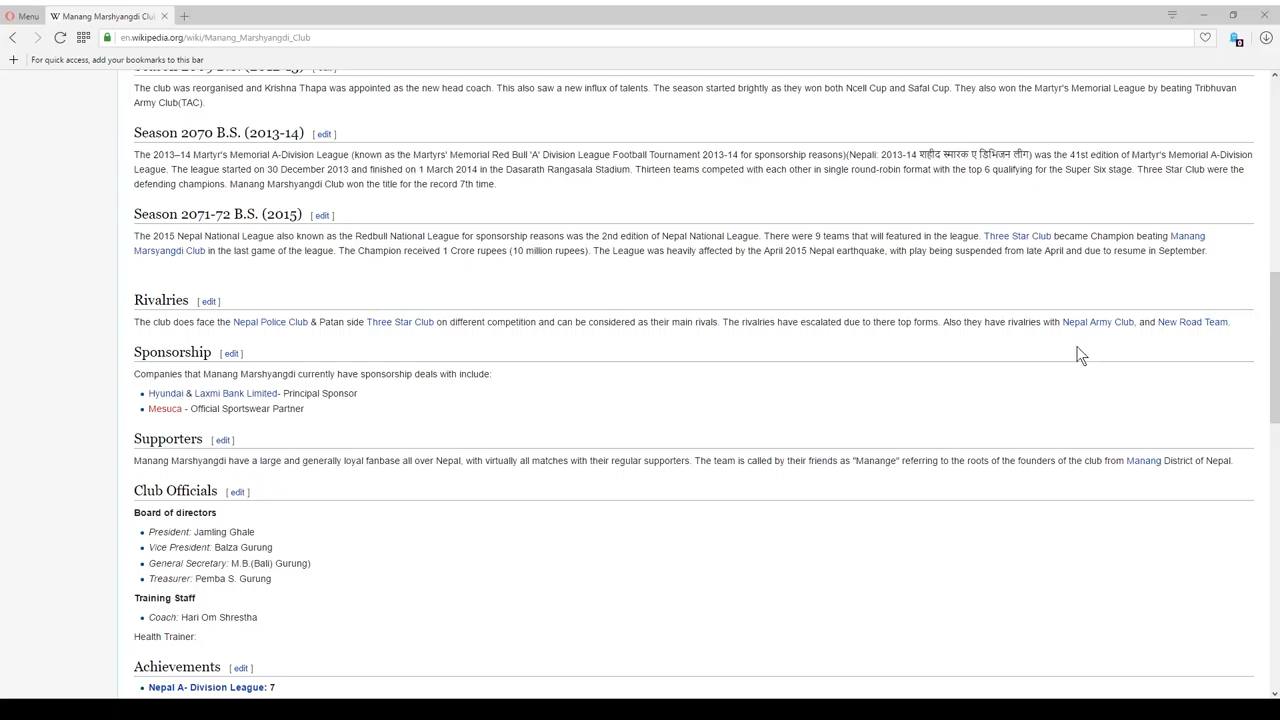 Menu
Manang Marshyangdi Clu
en.wikipedia.org/wiki/Manang_Marshyangdi_Club
For quick access, add your bookmarks to this bar
The club was reorganised and Krishna Thapa was appointed as the new head coach. This also saw a new influx of talents. The season started brightly as they won both Ncell Cup and Safal Cup. They also won the Martyr's Memorial League by beating Tribhuvan
Army Club(TAC).
Season 2070 B.S. (2013-14) [ edit ]
The 2013–14 Martyr's Memorial A-Division League (known as the Martyrs' Memorial Red Bull 'A' Division League Football Tournament 2013-14 for sponsorship reasons)(Nepali: 2013-14 शहीद स्मारक ए डिभिजन लीग) was the 41st edition of Martyr's Memorial A-Division
League. The league started on 30 December 2013 and finished on 1 March 2014 in the Dasarath Rangasala Stadium. Thirteen teams competed with each other in single round-robin format with the top 6 qualifying for the Super Six stage. Three Star Club were the
defending champions. Manang Marshyangdi Club won the title for the record 7th time.
Season 2071-72 B.S. (2015) [ edit ]
The 2015 Nepal National League also known as the Redbull National League for sponsorship reasons was the 2nd edition of Nepal National League. There were 9 teams that will featured in the league. Three Star Club became Champion beating Manang
Marsyangdi Club in the last game of the league. The Champion received 1 Crore rupees (10 million rupees). The League was heavily affected by the April 2015 Nepal earthquake, with play being suspended from late April and due to resume in September.
Rivalries [ edit ]
The club does face the Nepal Police Club & Patan side Three Star Club on different competition and can be considered as their main rivals. The rivalries have escalated due to there top forms. Also they have rivalries with Nepal Army Club, and New Road Team.
Sponsorship [ edit ]
Companies that Manang Marshyangdi currently have sponsorship deals with include:
• Hyundai & Laxmi Bank Limited- Principal Sponsor
• Mesuca - Official Sportswear Partner
Supporters [ edit ]
Manang Marshyangdi have a large and generally loyal fanbase all over Nepal, with virtually all matches with their regular supporters. The team is called by their friends as "Manange" referring to the roots of the founders of the club from Manang District of Nepal.
Club Officials [ edit ]
Board of directors
• President: Jamling Ghale
• Vice President: Balza Gurung
• General Secretary: M.B.(Bali) Gurung)
• Treasurer: Pemba S. Gurung
Training Staff
• Coach: Hari Om Shrestha
Health Trainer:
Achievements [ edit ]
• Nepal A- Division League: 7